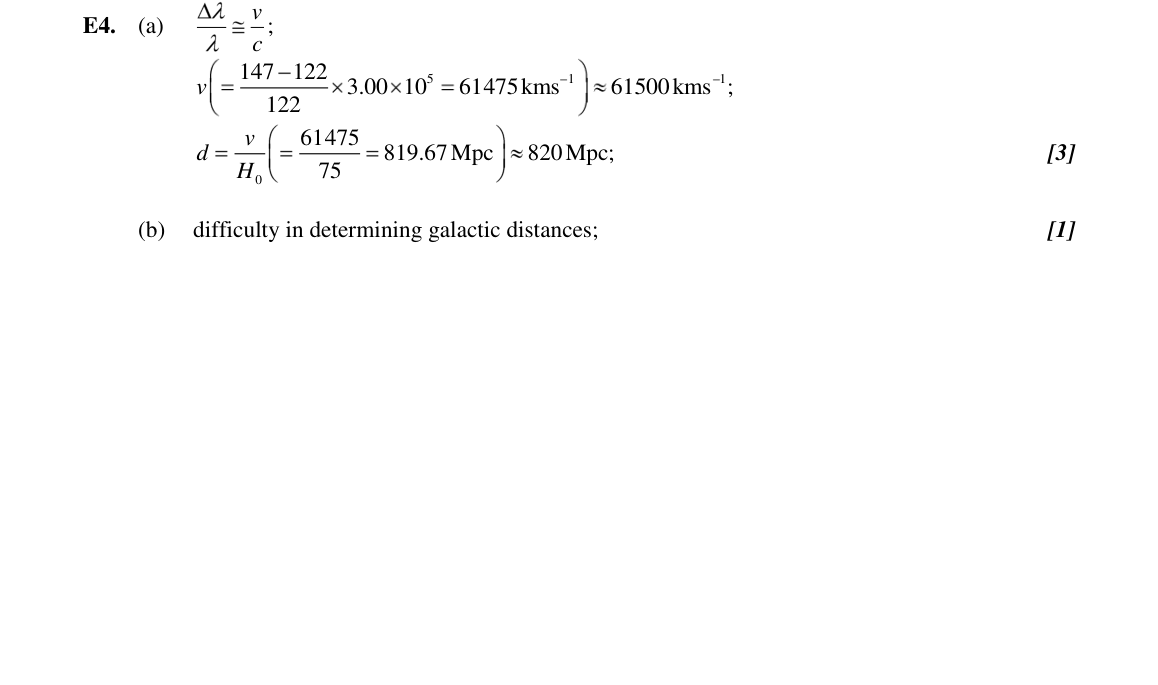 E4. (a) Δλ/λ ≅ v/c;
v(= (147 – 122)/122 × 3.00×10⁵ = 61475 kms⁻¹) ≈ 61500 kms⁻¹;
d = v/H₀ (= 61475/75 = 819.67 Mpc) ≈ 820 Mpc; [3]
(b) difficulty in determining galactic distances; [1]